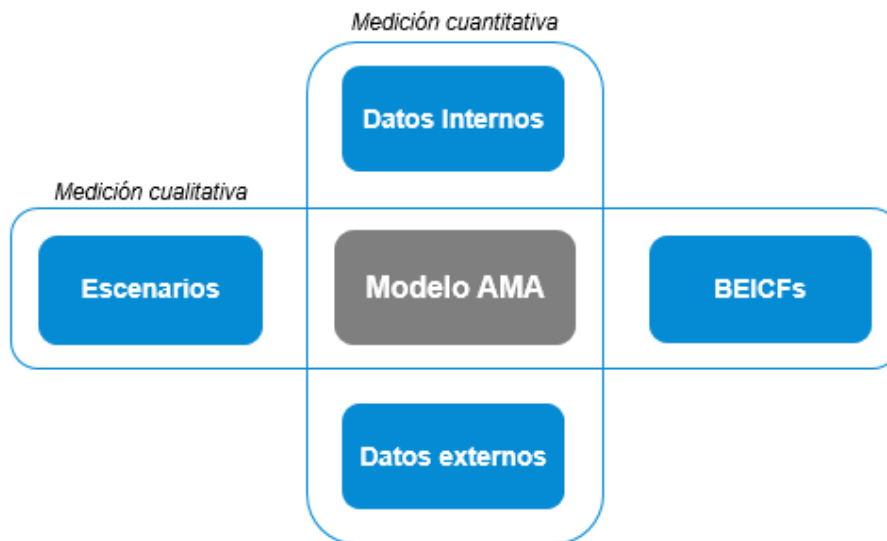 Medición cuantitativa
Datos Internos
Medición cualitativa
Escenarios
Modelo AMA
BEICFs
Datos externos